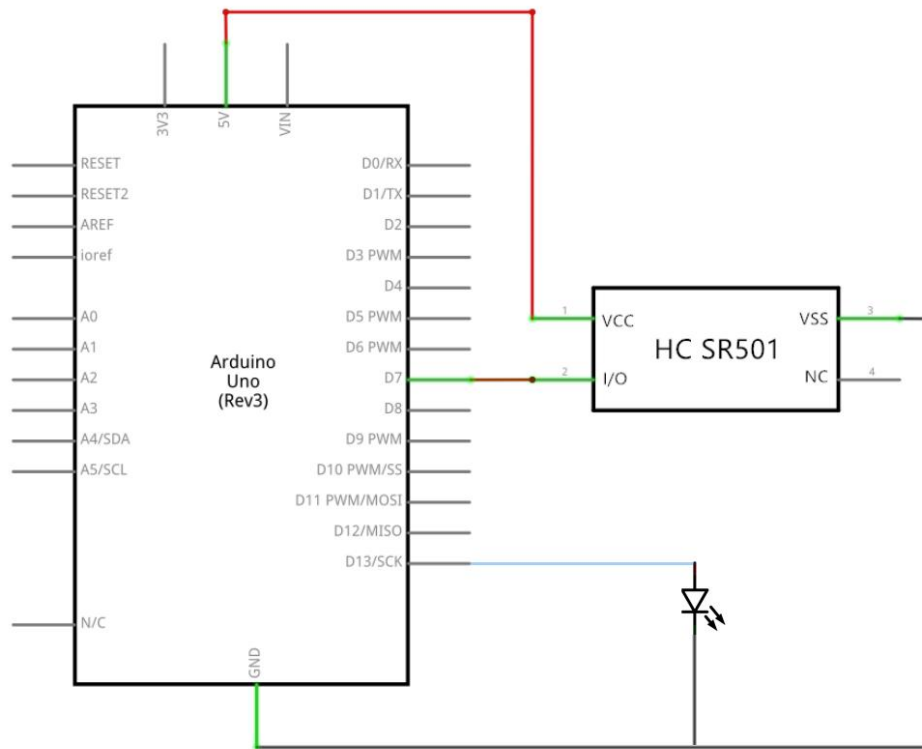 3V3
5V
VIN
RESET
RESET2
AREF
ioref
A0
A1
A2
A3
A4/SDA
A5/SCL
N/C
Arduino
Uno
(Rev3)
D0/RX
D1/TX
D2
D3 PWM
D4
D5 PWM
D6 PWM
D7
D8
D9 PWM
D10 PWM/SS
D11 PWM/MOSI
D12/MISO
D13/SCK
GND
1
VCC
2
I/O
HC SR501
VSS
3
NC
4